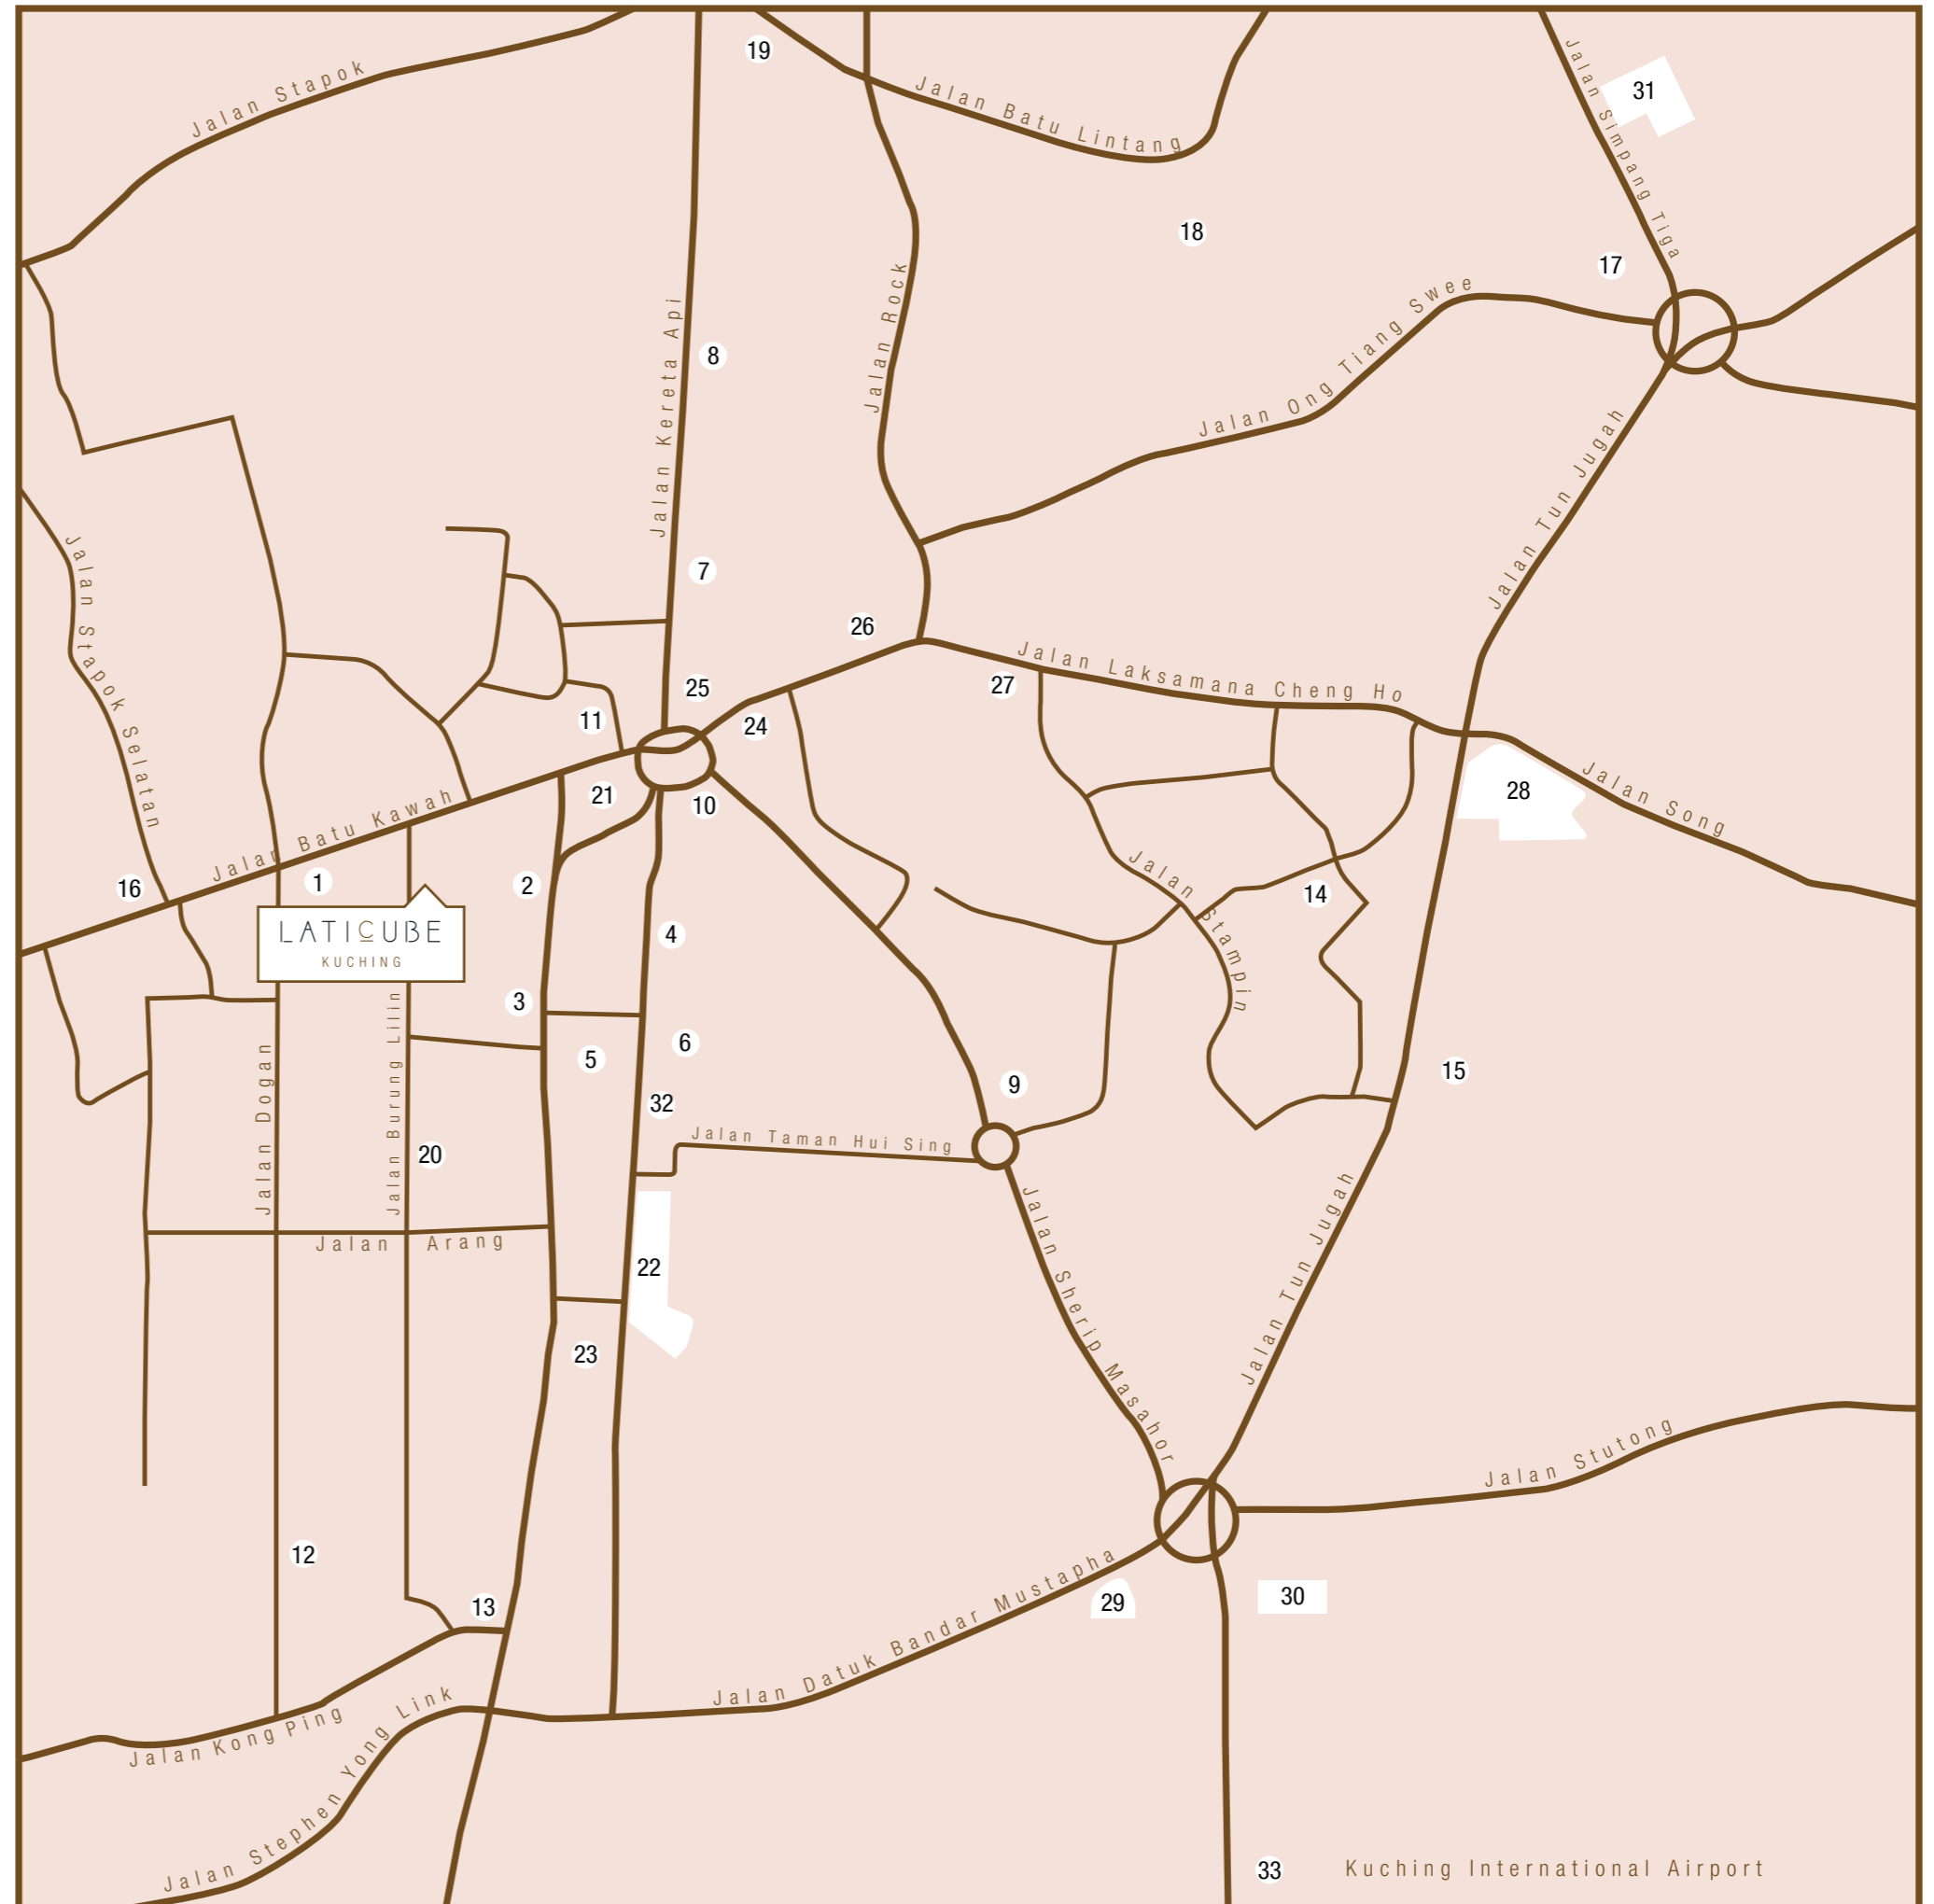 19
31
Jalan Stapok
Jalan Batu Lintang
Jalan Simpang Tiga
18
17
Jalan Kereta Api
8
Jalan Rock
Jalan Ong Tiang Swee
Jalan Tun Jugah
7
26
Jalan Stapok Selatan
Jalan Laksamana Cheng Ho
25
27
11
24
21
10
28
Jalan Song
Jalan Batu Kawah
16
1
2
14
Jalan Stampin
LATICUBE
KUCHING
4
3
6
5
15
9
32
Jalan Dogan
Jalan Burung Lilin
Jalan Taman Hui Sing
20
Jalan Arang
22
Jalan Sherip Masahor
Jalan Tun Jugah
23
Jalan Stutong
12
13
29
30
Jalan Datuk Bandar Mustapha
Jalan Kong Ping
Jalan Stephen Yong Link
33
Kuching International Airport